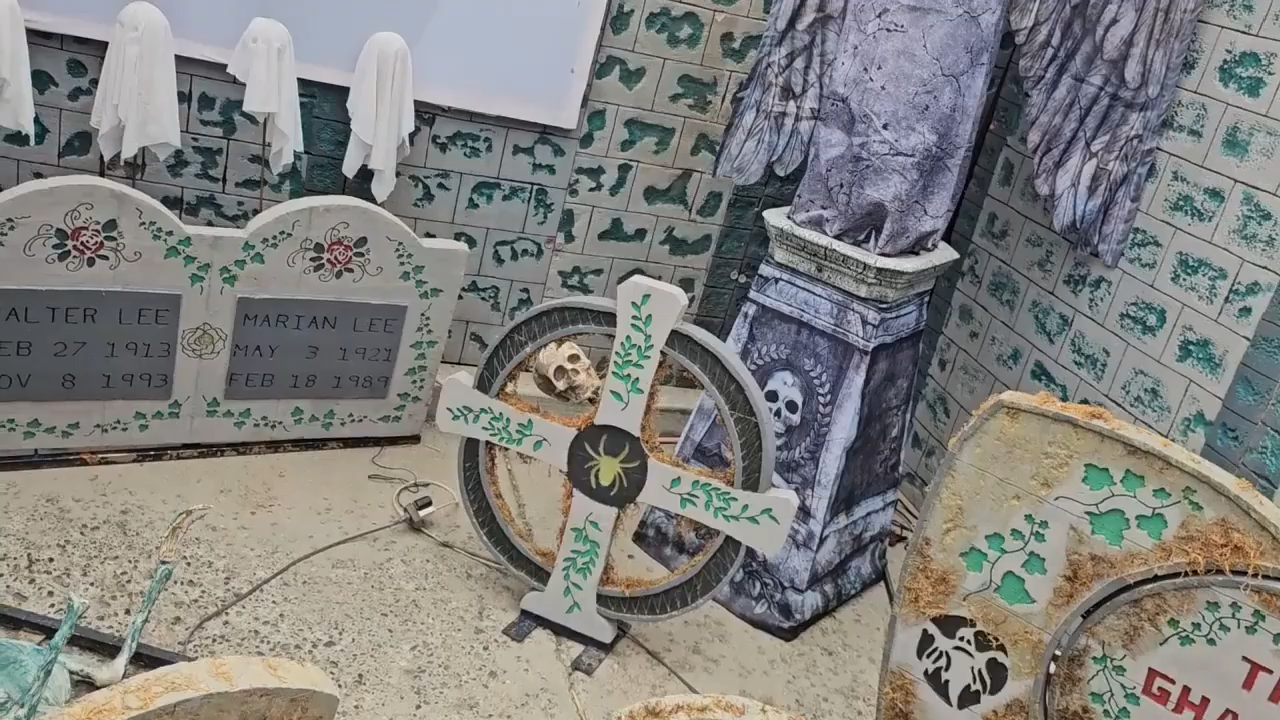 ALTER LEE
EB 27 1913
OV 8 1993
MARIAN LEE
MAY 3 1921
FEB 18 1989